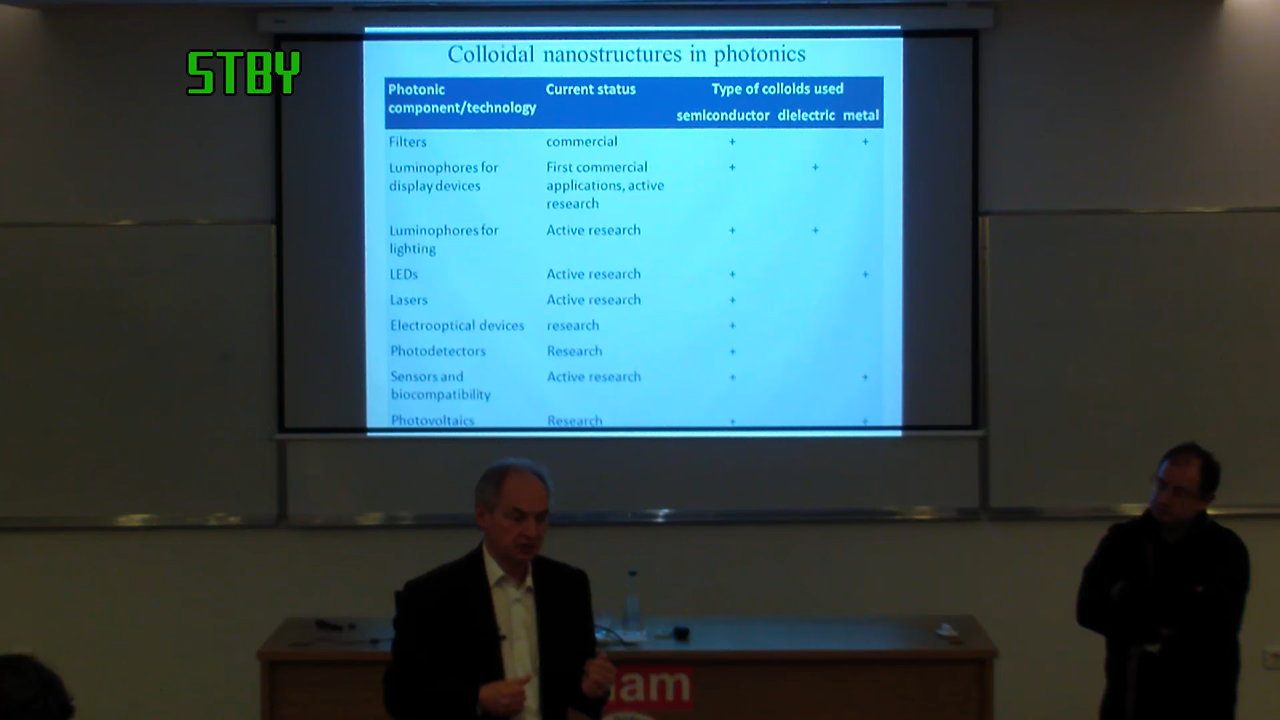 STBY
Colloidal nanostructures in photonics
Photonic component/technology Current status Type of colloids used
semiconductor dielectric metal
Filters commercial + +
Luminophores for display devices First commercial applications, active research + +
Luminophores for lighting Active research + +
LEDs Active research + +
Lasers Active research +
Electrooptical devices research +
Photodetectors Research +
Sensors and biocompatibility Active research + +
Photovoltaics Research + +